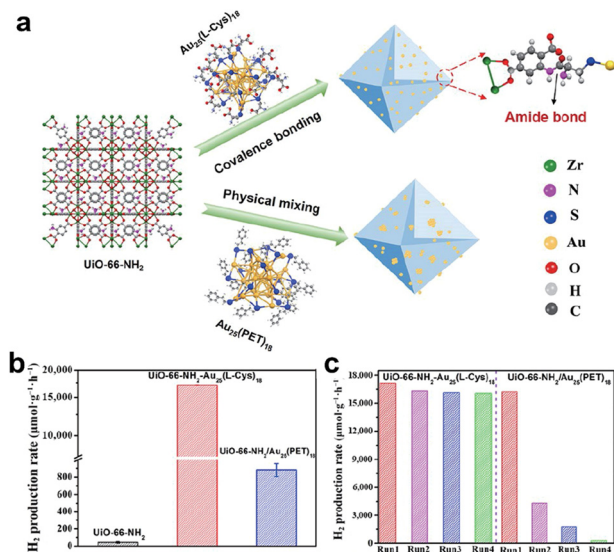 a
Au25(L-Cys)18
Covalence bonding
Amide bond
UiO-66-NH2
Physical mixing
Au25(PET)18
Zr
N
S
Au
O
H
C
b
H2 production rate (μmol·g-1·h-1)
20,000
10,000
800
600
400
200
0
UiO-66-NH2-Au25(L-Cys)18
UiO-66-NH2/Au25(PET)18
UiO-66-NH2
c
H2 production rate (μmol·g-1·h-1)
18,000
15,000
12,000
9,000
6,000
3,000
0
UiO-66-NH2-Au25(L-Cys)18
UiO-66-NH2/Au25(PET)18
Run1 Run2 Run3 Run4 Run1 Run2 Run3 Run4